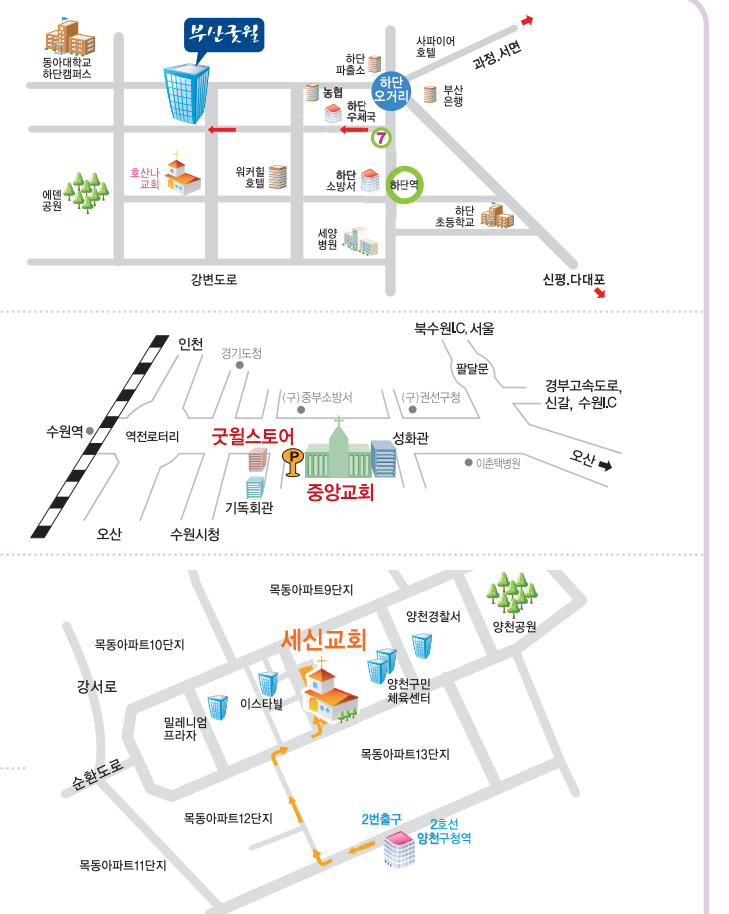 부산굿윌
사파이어
호텔
과정.서면
동아대학교
하단캠퍼스
하단
파출소
하단
오거리
부산
은행
농협
하단
우체국
7
호산나
교회
워커힐
호텔
하단
소방서
하단역
에덴
공원
하단
초등학교
세양
병원
강변도로
신평.다대포
북수원I.C, 서울
인천
경기도청
팔달문
경부고속도로,
신갈, 수원I.C
(구)중부소방서
(구)권선구청
수원역
역전로터리
굿윌스토어
P
성화관
이춘택병원
오산
중앙교회
기독회관
오산
수원시청
목동아파트9단지
양천경찰서
양천공원
목동아파트10단지
세신교회
강서로
이스타빌
양천구민
체육센터
밀레니엄
프라자
순환도로
목동아파트13단지
목동아파트12단지
2번출구
2호선
양천구청역
목동아파트11단지